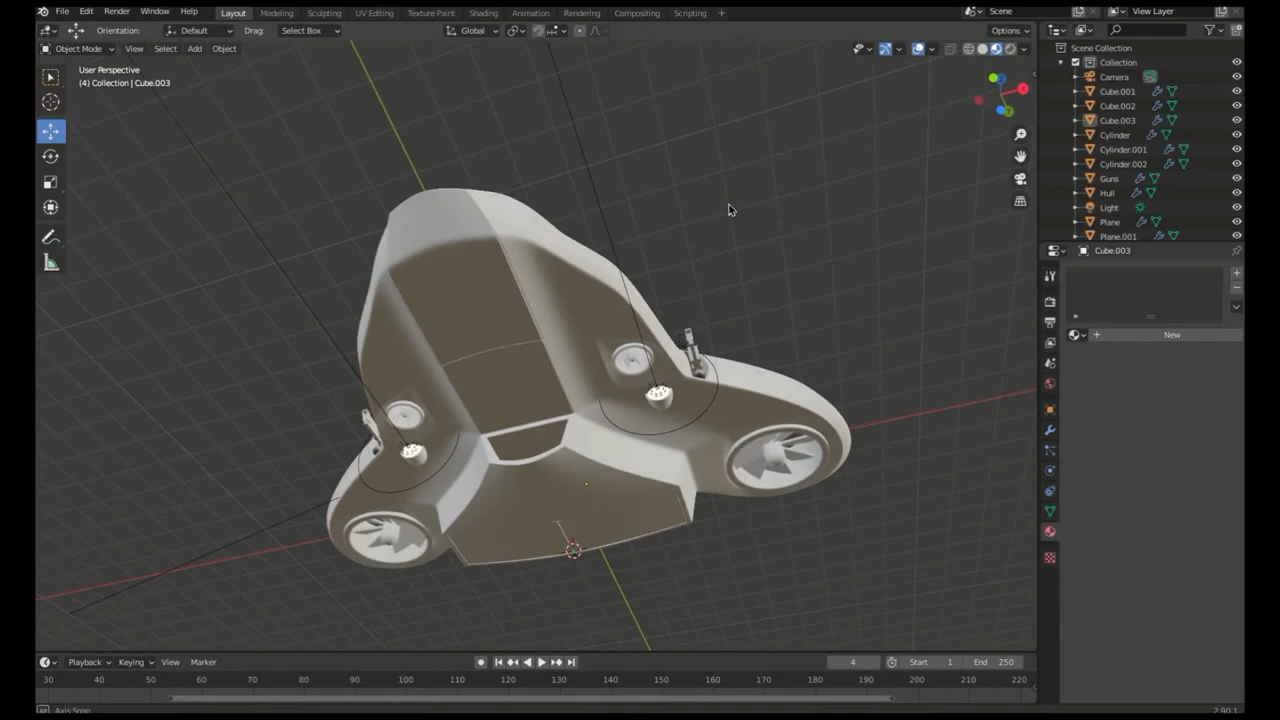 File Edit Render Window Help Layout Modeling Sculpting UV Editing Texture Paint Shading Animation Rendering Compositing Scripting + Scene View Layer
Orientation: Default Drag: Select Box Global Options
Object Mode View Select Add Object
User Perspective
(4) Collection | Cube.003
Scene Collection
Collection
Camera
Cube.001
Cube.002
Cube.003
Cylinder
Cylinder.001
Cylinder.002
Guns
Hull
Light
Plane
Plane.001
Cube.003
New
Playback Keying View Marker 4 Start 1 End 250
30 40 50 60 70 80 90 100 110 120 130 140 150 160 170 180 190 200 210 220
Axis Snap 2.90.1